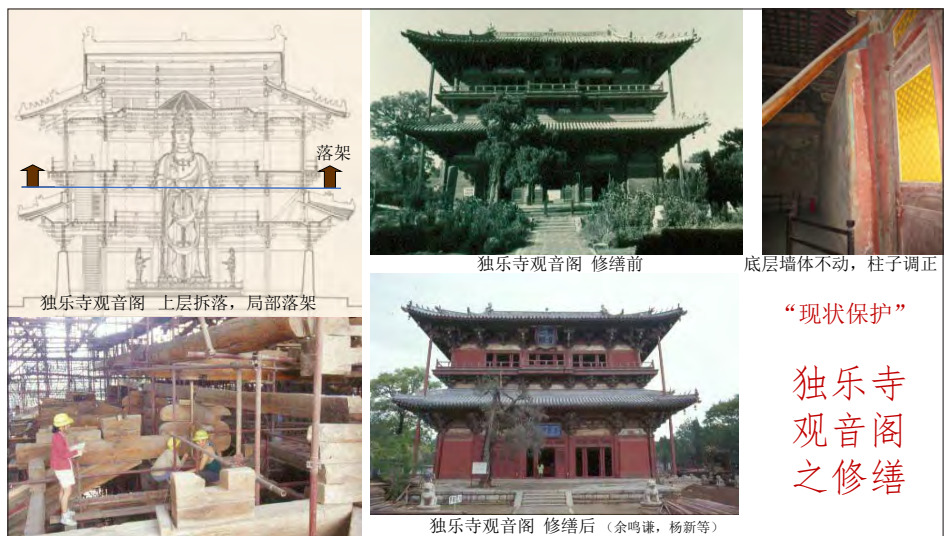 落架
独乐寺观音阁 上层拆落，局部落架
独乐寺观音阁 修缮前
底层墙体不动，柱子调正
独乐寺观音阁 修缮后（余鸣谦，杨新等）
“现状保护”
独乐寺
观音阁
之修缮